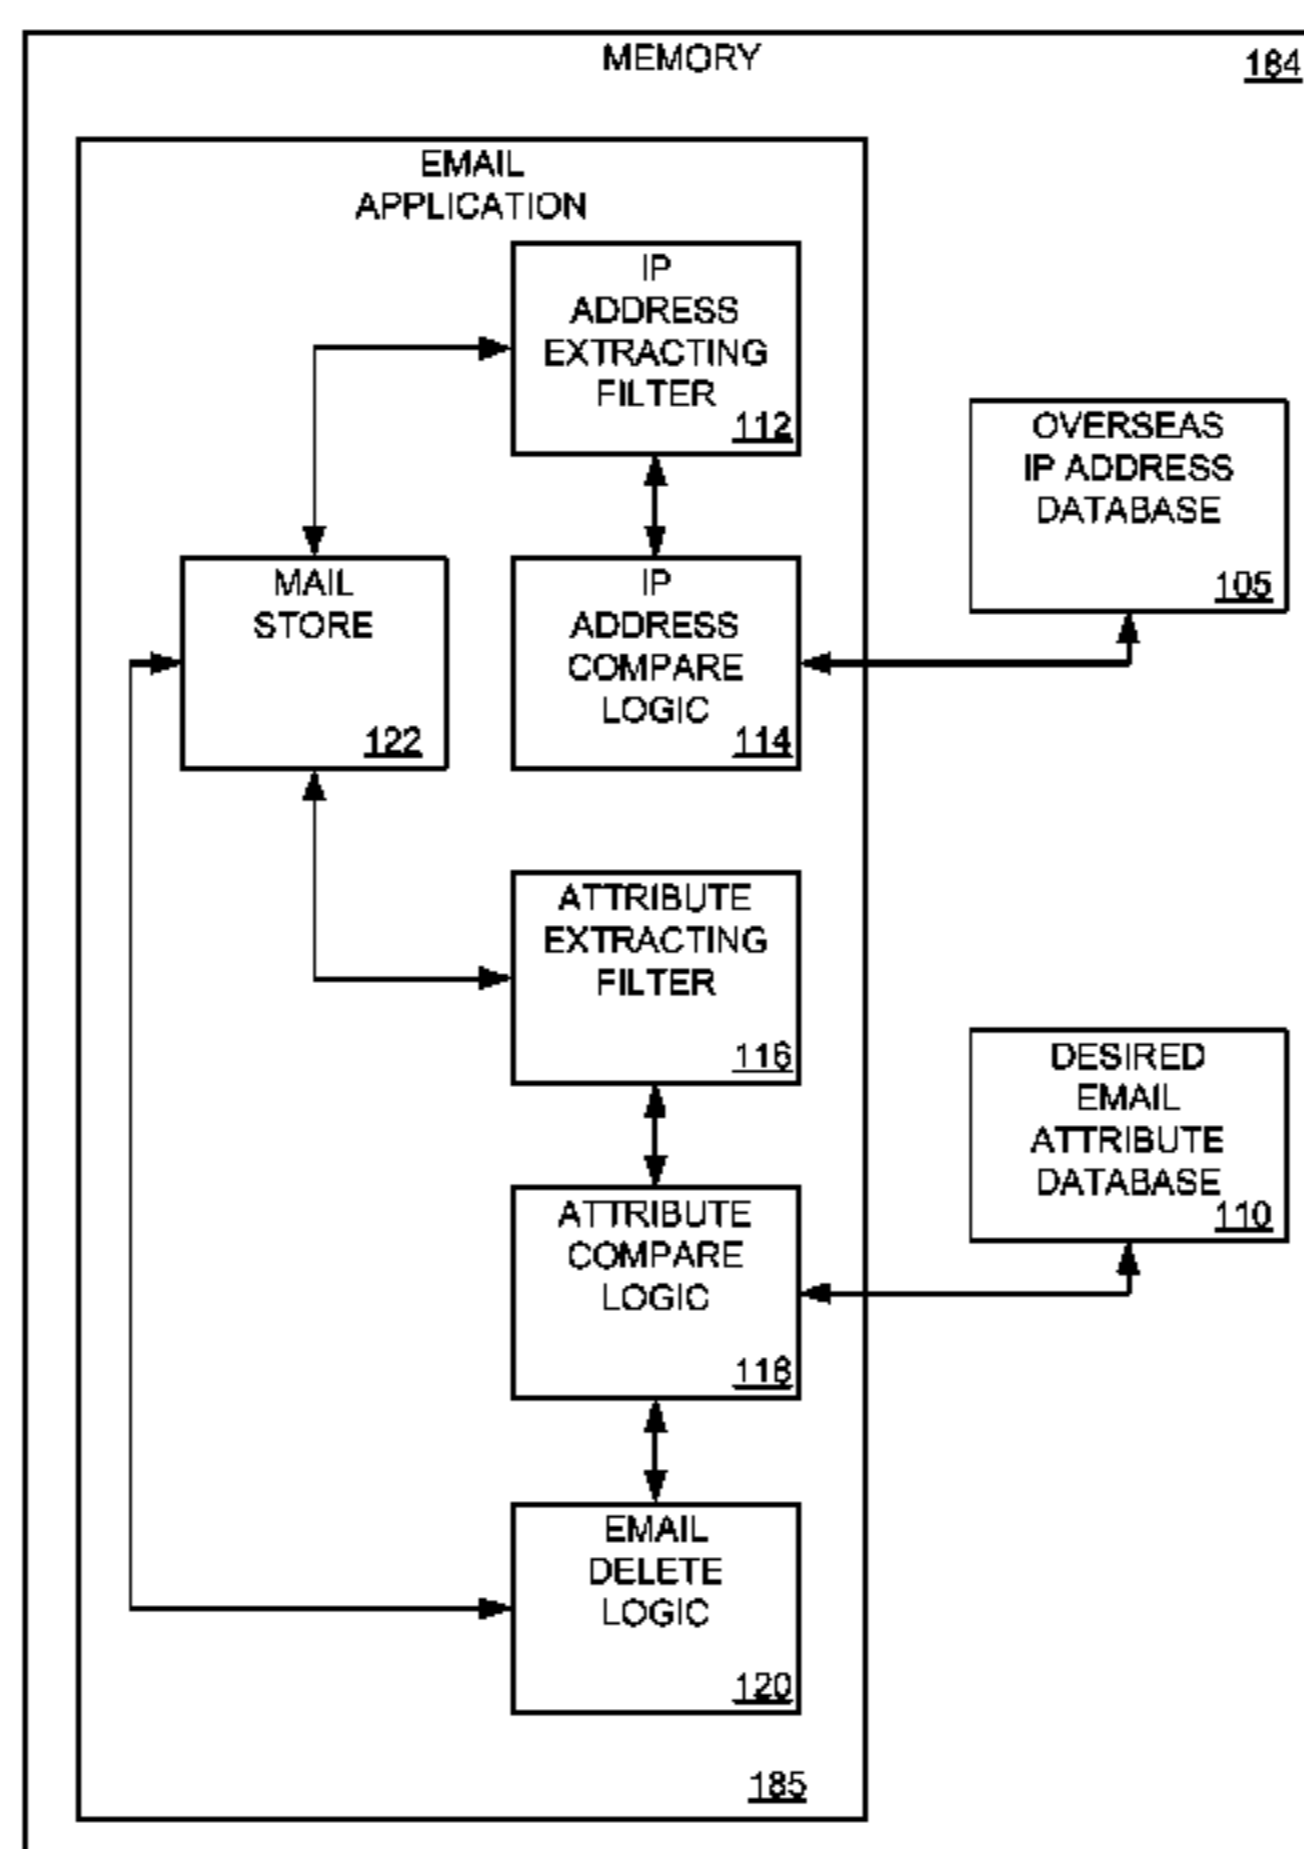 MEMORY
184
EMAIL
APPLICATION
IP
ADDRESS
EXTRACTING
FILTER
112
OVERSEAS
IP ADDRESS
DATABASE
105
MAIL
STORE
122
IP
ADDRESS
COMPARE
LOGIC
114
ATTRIBUTE
EXTRACTING
FILTER
116
DESIRED
EMAIL
ATTRIBUTE
DATABASE
110
ATTRIBUTE
COMPARE
LOGIC
118
EMAIL
DELETE
LOGIC
120
185